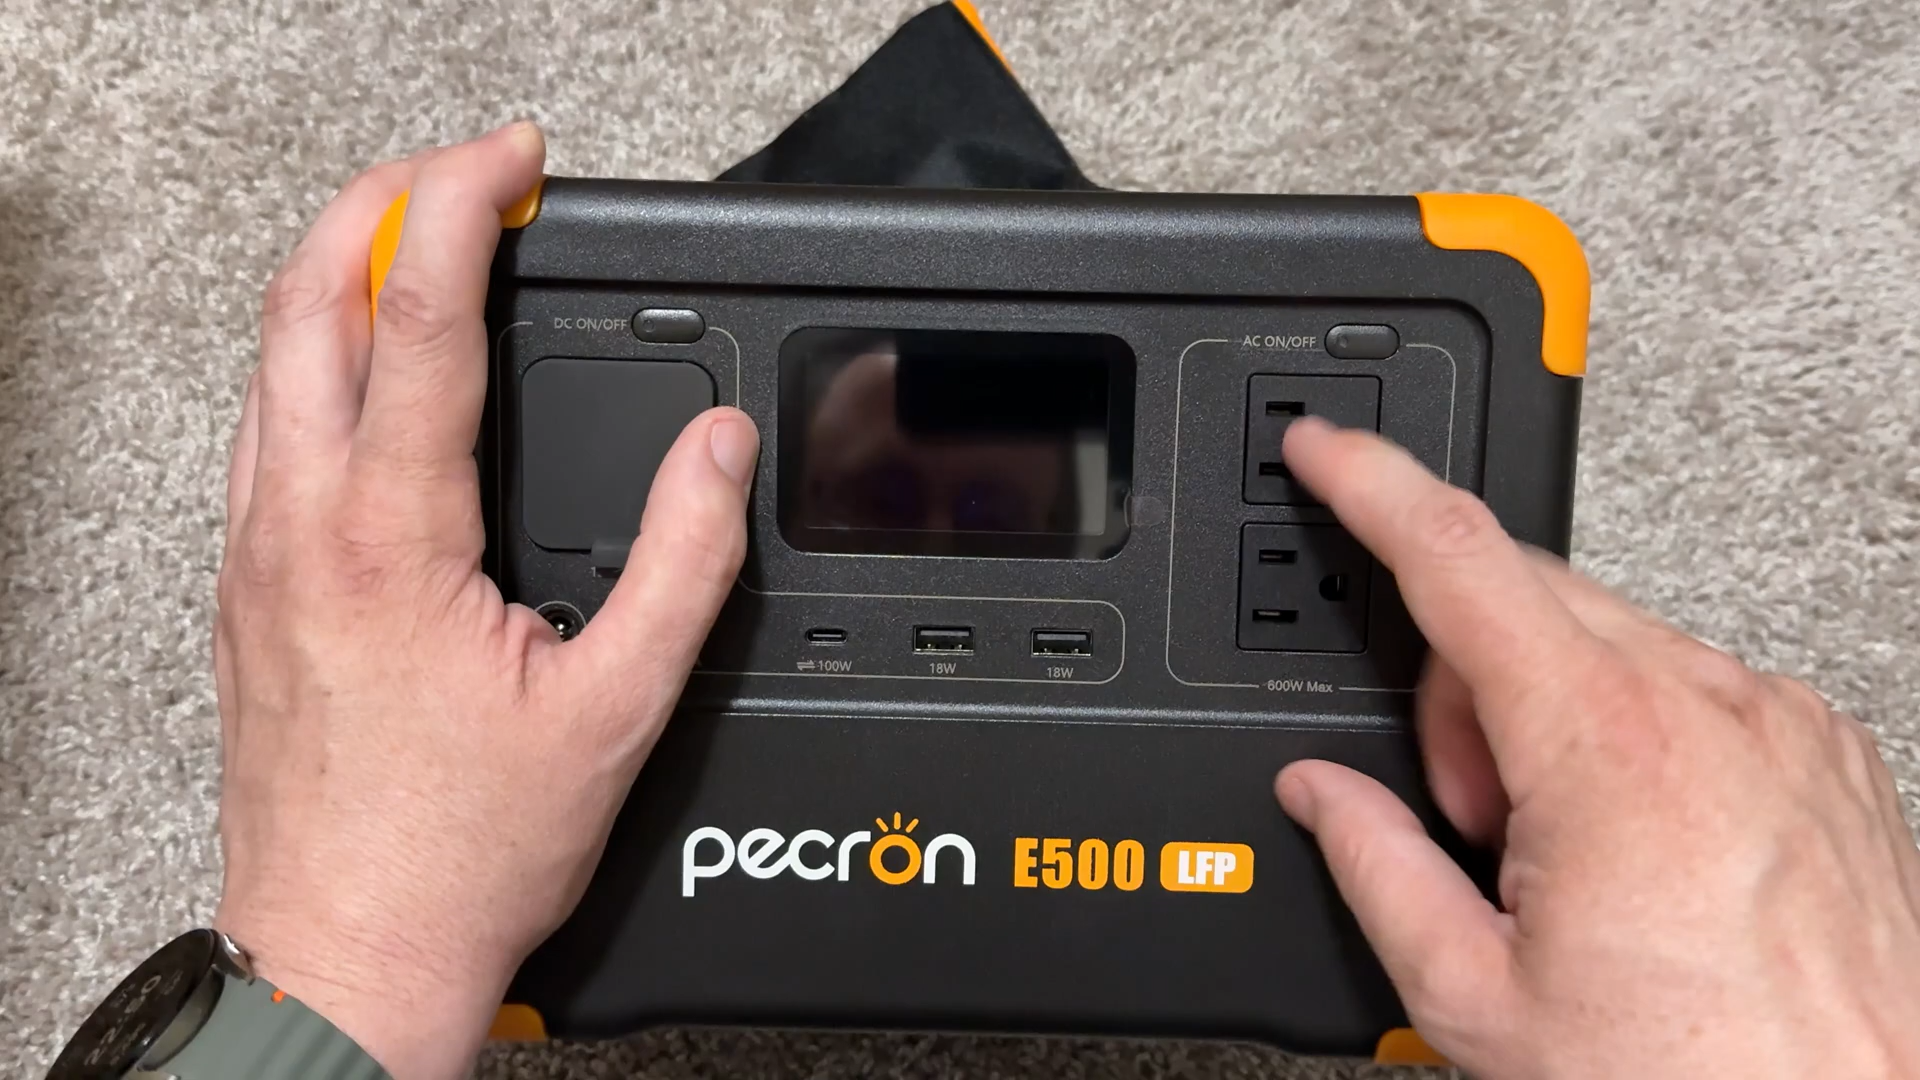 DC ON/OFF
AC ON/OFF
100W
18W
18W
600W Max
pecron E500 LFP